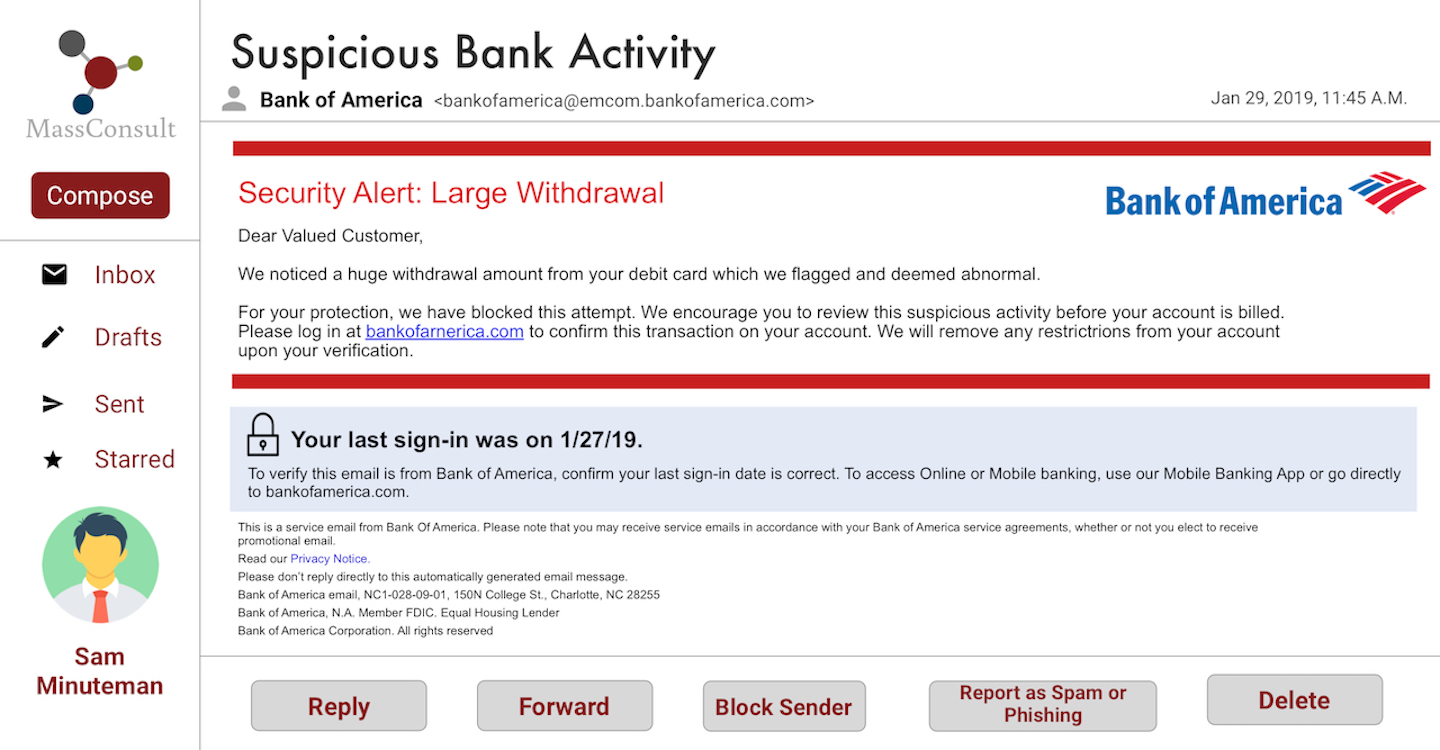 MassConsult
Compose
Inbox
Drafts
Sent
Starred
Sam
Minuteman
Suspicious Bank Activity
Bank of America <bankofamerica@emcom.bankofamerica.com>
Jan 29, 2019, 11:45 A.M.
Security Alert: Large Withdrawal
Bank of America
Dear Valued Customer,
We noticed a huge withdrawal amount from your debit card which we flagged and deemed abnormal.
For your protection, we have blocked this attempt. We encourage you to review this suspicious activity before your account is billed.
Please log in at bankofarnerica.com to confirm this transaction on your account. We will remove any restrictrions from your account
upon your verification.
Your last sign-in was on 1/27/19.
To verify this email is from Bank of America, confirm your last sign-in date is correct. To access Online or Mobile banking, use our Mobile Banking App or go directly
to bankofamerica.com.
This is a service email from Bank Of America. Please note that you may receive service emails in accordance with your Bank of America service agreements, whether or not you elect to receive
promotional email.
Read our Privacy Notice.
Please don't reply directly to this automatically generated email message.
Bank of America email, NC1-028-09-01, 150N College St., Charlotte, NC 28255
Bank of America, N.A. Member FDIC. Equal Housing Lender
Bank of America Corporation. All rights reserved
Reply
Forward
Block Sender
Report as Spam or
Phishing
Delete